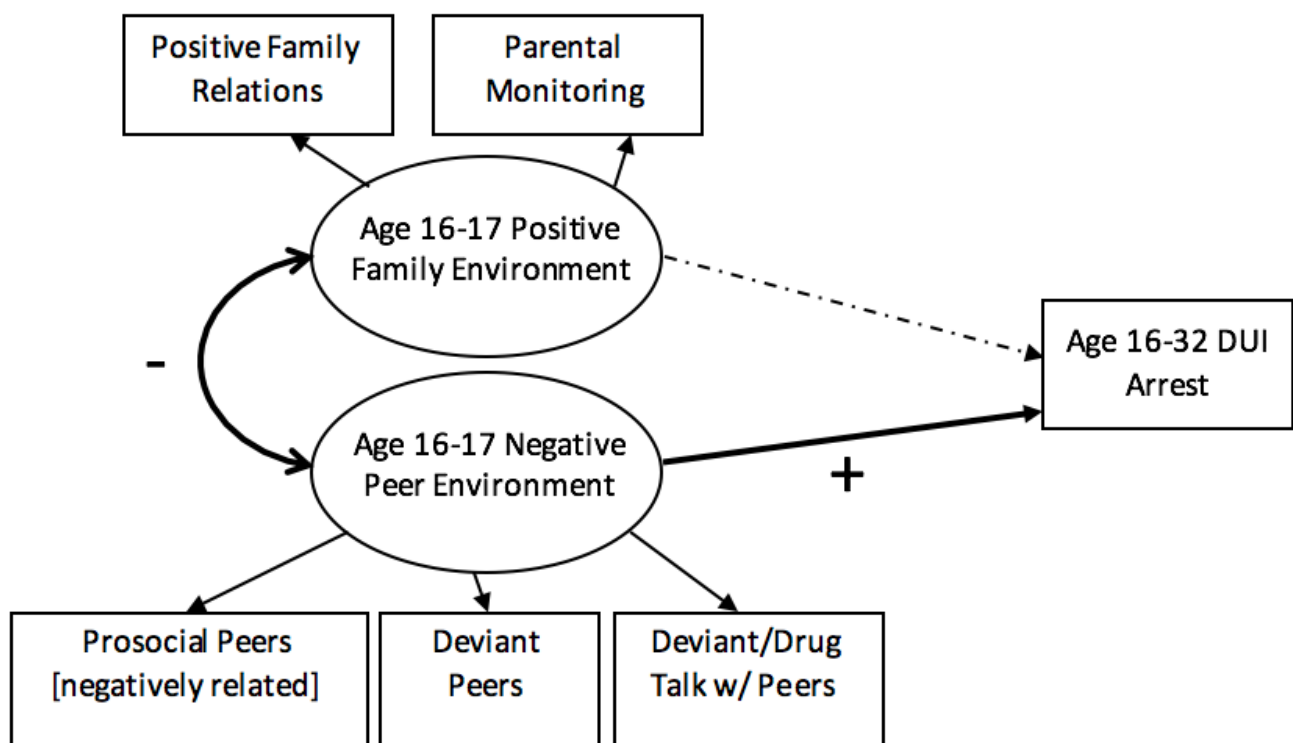 Positive Family
Relations
Parental
Monitoring
Age 16-17 Positive
Family Environment
-
Age 16-32 DUI
Arrest
Age 16-17 Negative
Peer Environment
+
Prosocial Peers
[negatively related]
Deviant
Peers
Deviant/Drug
Talk w/ Peers